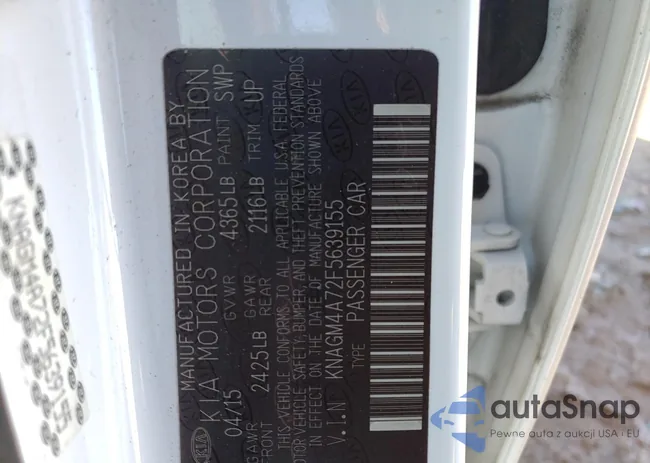 MANUFACTURED IN KOREA BY
KIA MOTORS CORPORATION
04/15 GVWR 4365LB PAINT SWP
GAWR FRONT 2425LB GAWR REAR 2116LB TRIM UP
THIS VEHICLE CONFORMS TO ALL APPLICABLE U.S.A. FEDERAL
MOTOR VEHICLE SAFETY, BUMPER, AND THEFT PREVENTION STANDARDS
IN EFFECT ON THE DATE OF MANUFACTURE SHOWN ABOVE
V.I.N KNAGM4A72F5639155
TYPE PASSENGER CAR
KIA
autoSnap
Pewne auta z aukcji USA i EU